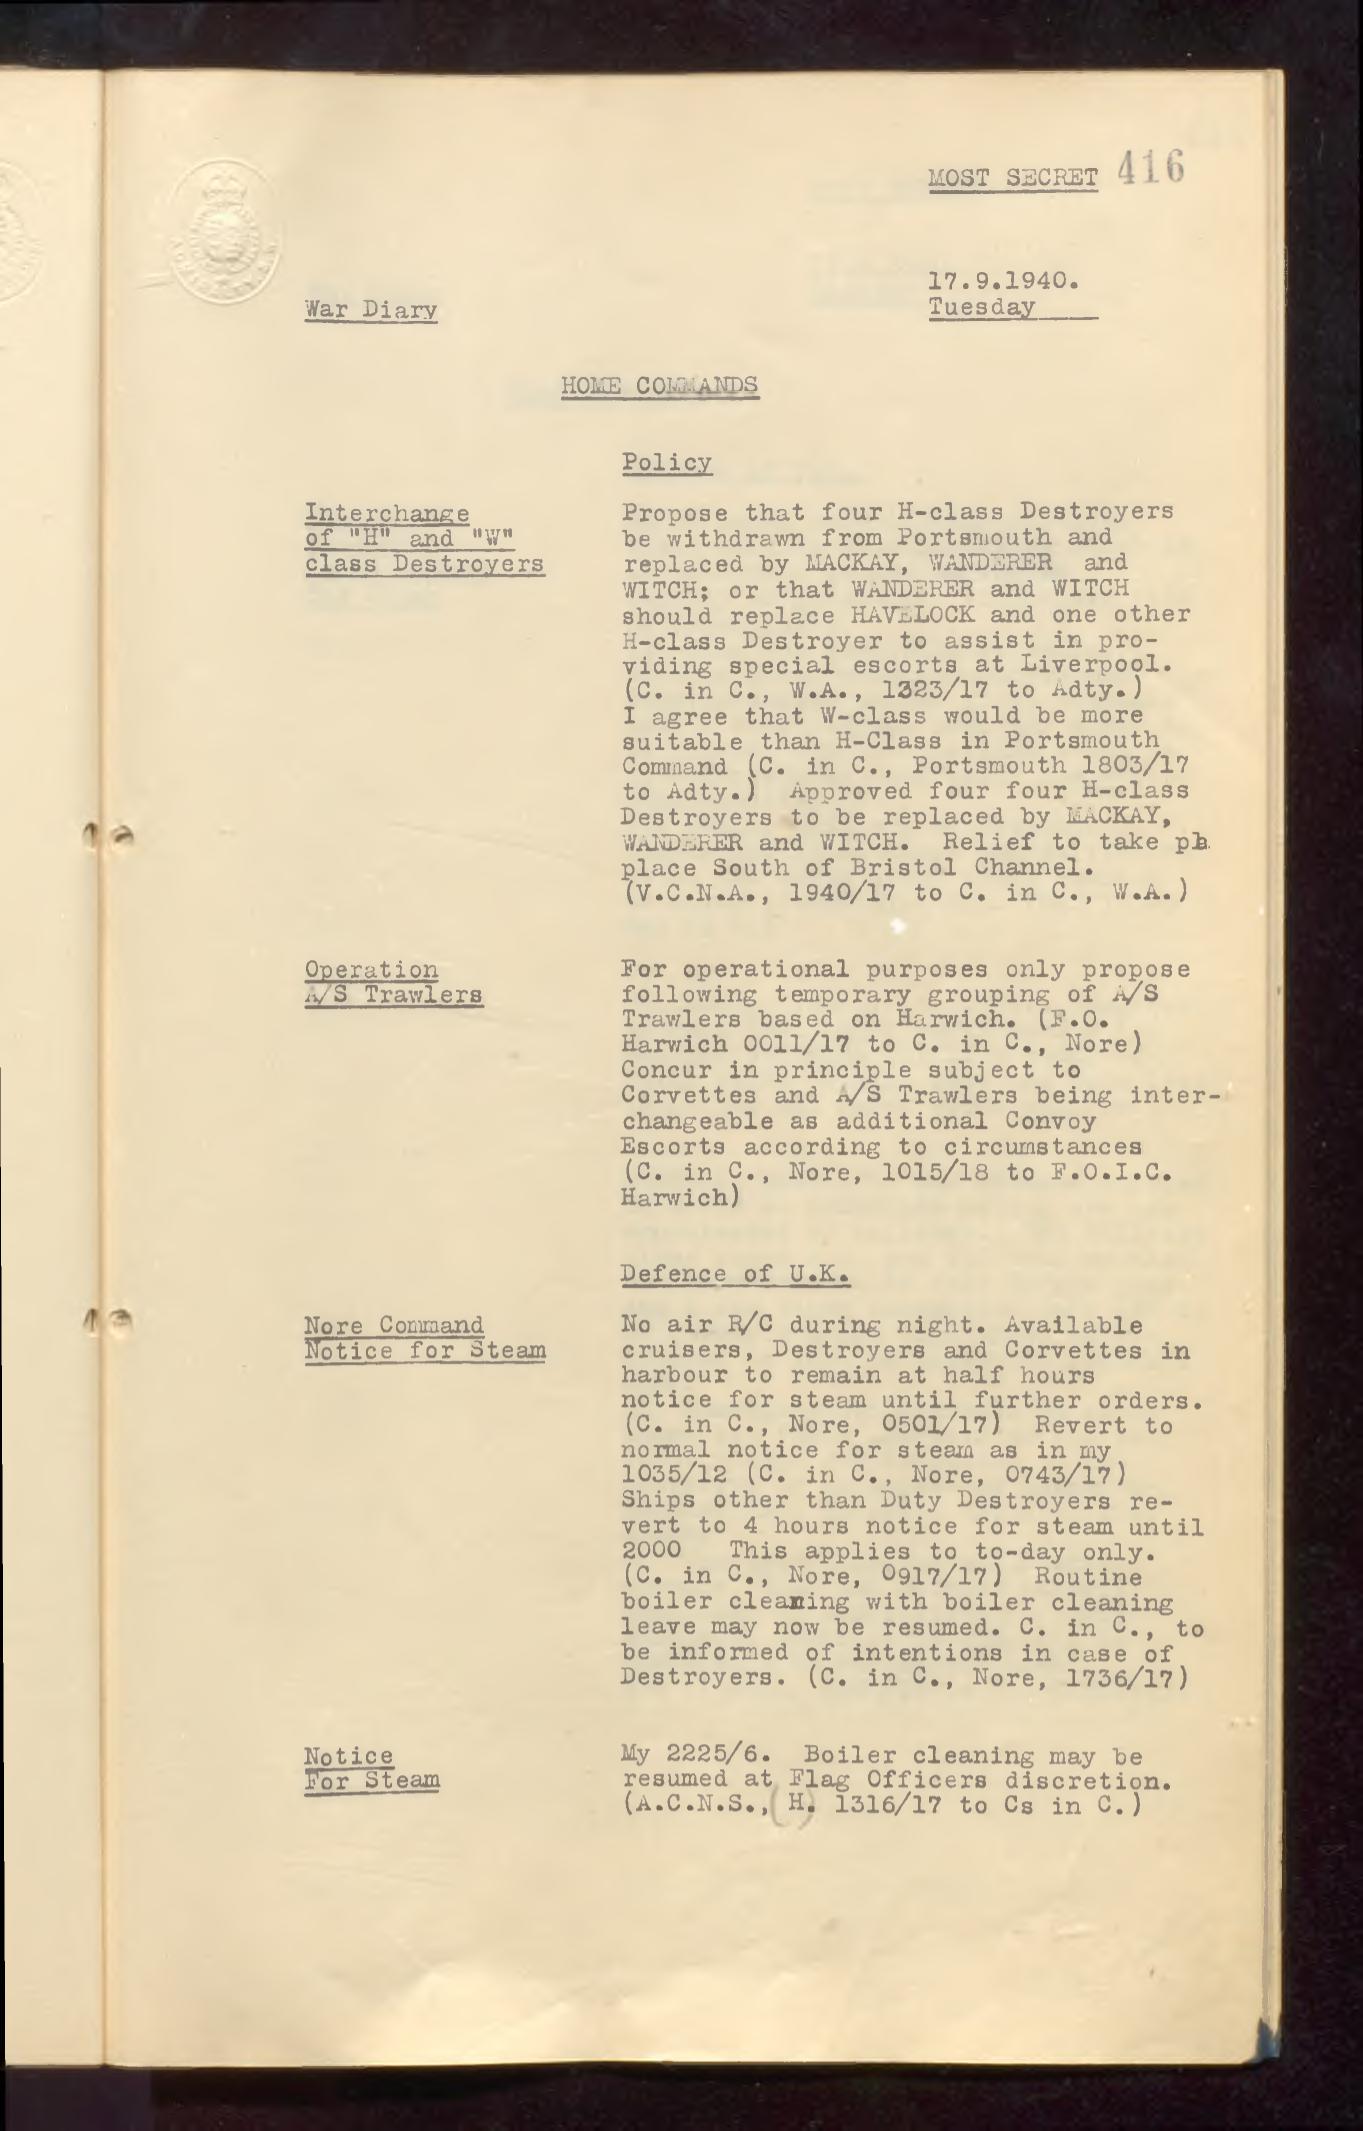 MOST SECRET 416
17.9.1940.
War Diary
Tuesday
HOME COMMANDS
Policy
Interchange
of "H" and "W"
class Destroyers
Propose that four H-class Destroyers
be withdrawn from Portsmouth and
replaced by MACKAY, WANDERER and
WITCH; or that WANDERER and WITCH
should replace HAVELOCK and one other
H-class Destroyer to assist in pro-
viding special escorts at Liverpool.
(C. in C., W.A., 1323/17 to Adty.)
I agree that W-class would be more
suitable than H-Class in Portsmouth
Command (C. in C., Portsmouth 1803/17
to Adty.) Approved four four H-class
Destroyers to be replaced by MACKAY,
WANDERER and WITCH. Relief to take
place South of Bristol Channel.
(V.C.N.A., 1940/17 to C. in C., W.A.)
Operation
A/S Trawlers
For operational purposes only propose
following temporary grouping of A/S
Trawlers based on Harwich. (F.O.
Harwich 0011/17 to C. in C., Nore)
Concur in principle subject to
Corvettes and A/S Trawlers being inter-
changeable as additional Convoy
Escorts according to circumstances
(C. in C., Nore, 1015/18 to F.O.I.C.
Harwich)
Defence of U.K.
Nore Command
Notice for Steam
No air R/C during night. Available
cruisers, Destroyers and Corvettes in
harbour to remain at half hours
notice for steam until further orders.
(C. in C., Nore, 0501/17) Revert to
normal notice for steam as in my
1035/12 (C. in C., Nore, 0743/17)
Ships other than Duty Destroyers re-
vert to 4 hours notice for steam until
2000 This applies to to-day only.
(C. in C., Nore, 0917/17) Routine
boiler cleaning with boiler cleaning
leave may now be resumed. C. in C., to
be informed of intentions in case of
Destroyers. (C. in C., Nore, 1736/17)
Notice
For Steam
My 2225/6. Boiler cleaning may be
resumed at Flag Officers discretion.
(A.C.N.S.,(H.) 1316/17 to Cs in C.)